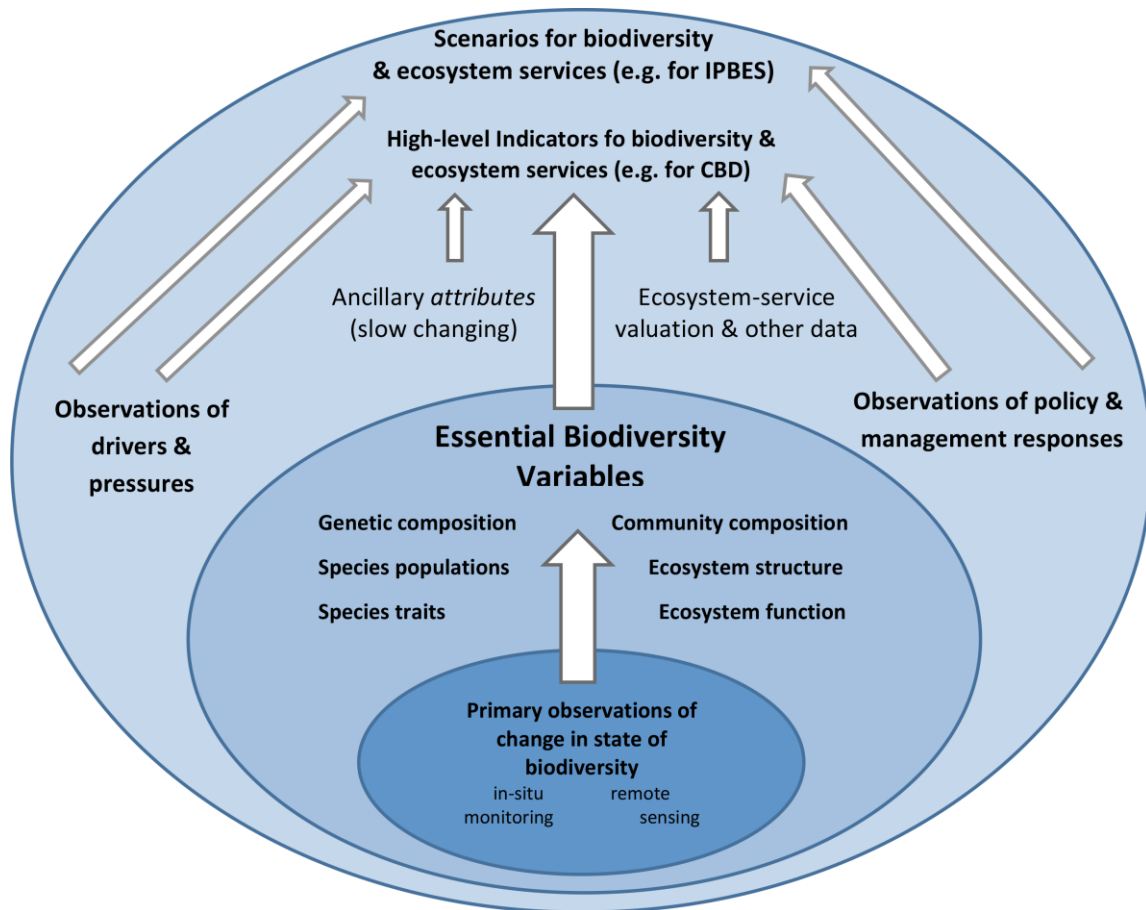 Scenarios for biodiversity
& ecosystem services (e.g. for IPBES)
High-level Indicators fo biodiversity &
ecosystem services (e.g. for CBD)
Ancillary attributes
(slow changing)
Ecosystem-service
valuation & other data
Observations of
drivers &
pressures
Observations of policy &
management responses
Essential Biodiversity
Variables
Genetic composition
Species populations
Species traits
Community composition
Ecosystem structure
Ecosystem function
Primary observations of
change in state of
biodiversity
in-situ
monitoring
remote
sensing